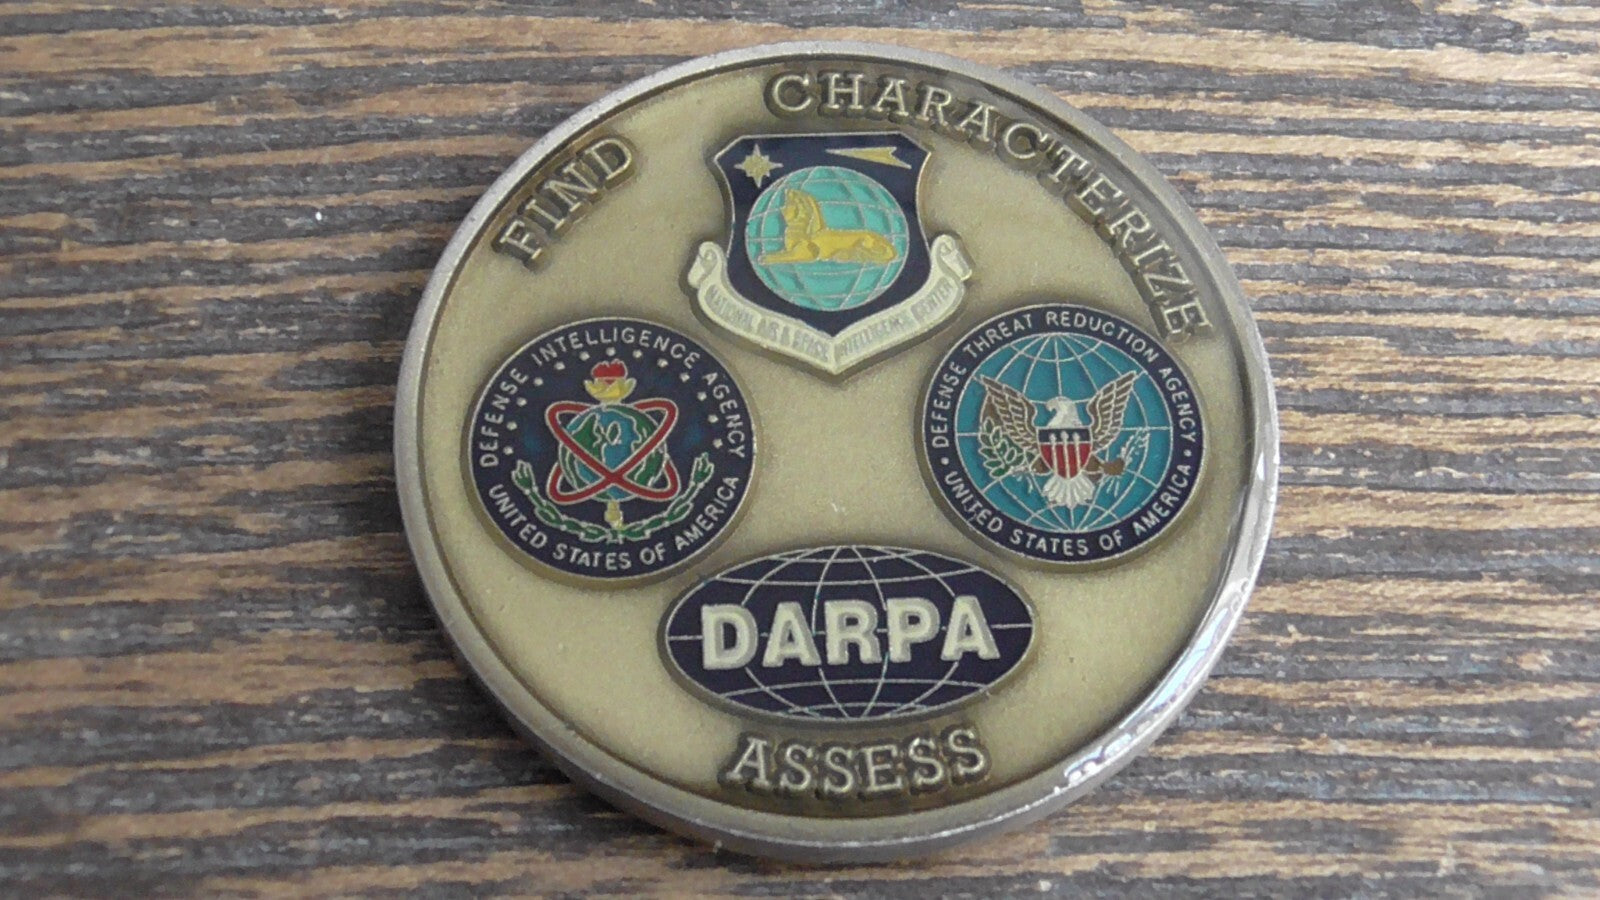 FIND
CHARACTERIZE
NATIONAL AIR & SPACE INTELLIGENCE CENTER
DEFENSE INTELLIGENCE AGENCY
UNITED STATES OF AMERICA
DEFENSE THREAT REDUCTION AGENCY
UNITED STATES OF AMERICA
DARPA
ASSESS